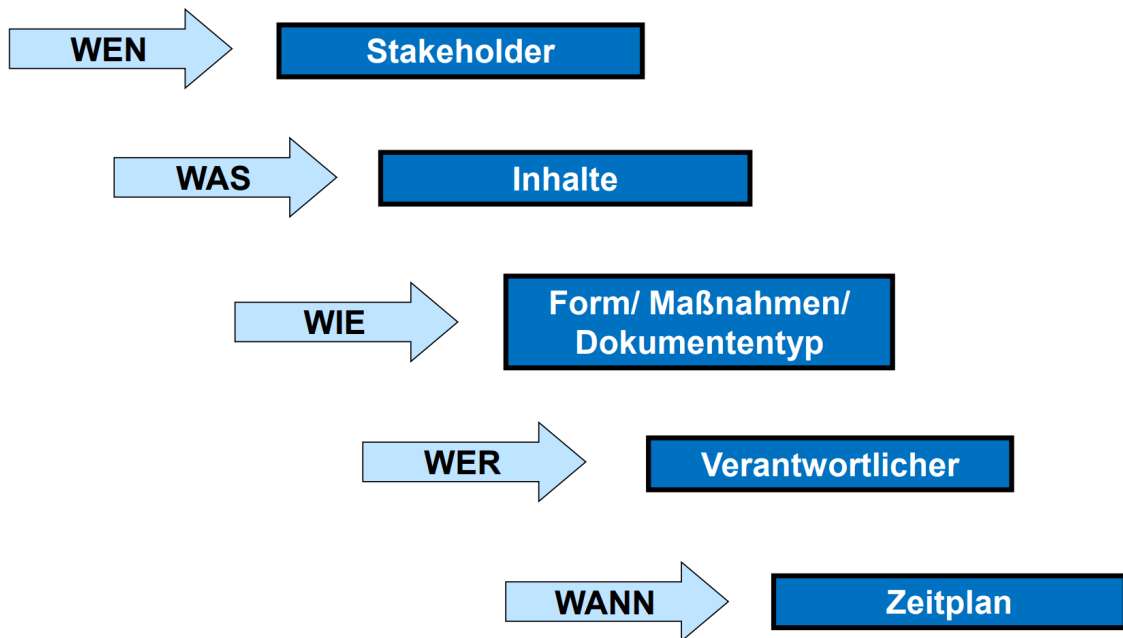 WEN
Stakeholder
WAS
Inhalte
WIE
Form/ Maßnahmen/
Dokumententyp
WER
Verantwortlicher
WANN
Zeitplan